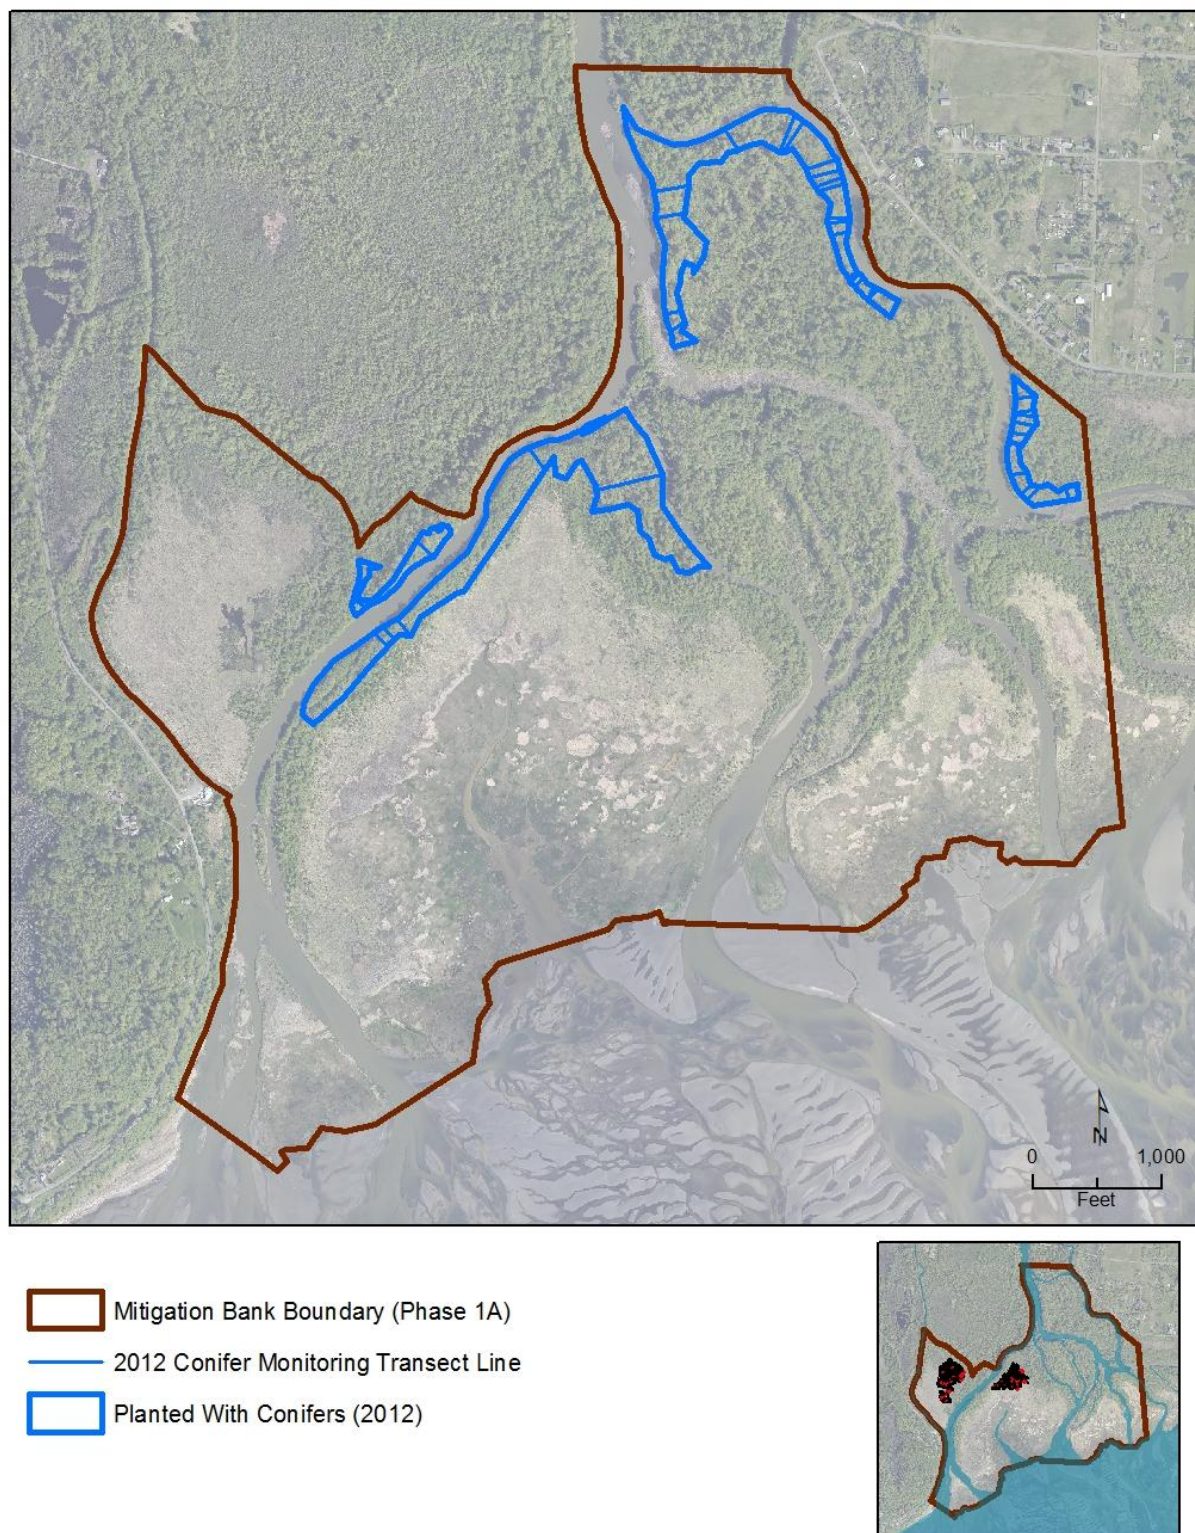 N
0 1,000
Feet
Mitigation Bank Boundary (Phase 1A)
2012 Conifer Monitoring Transect Line
Planted With Conifers (2012)